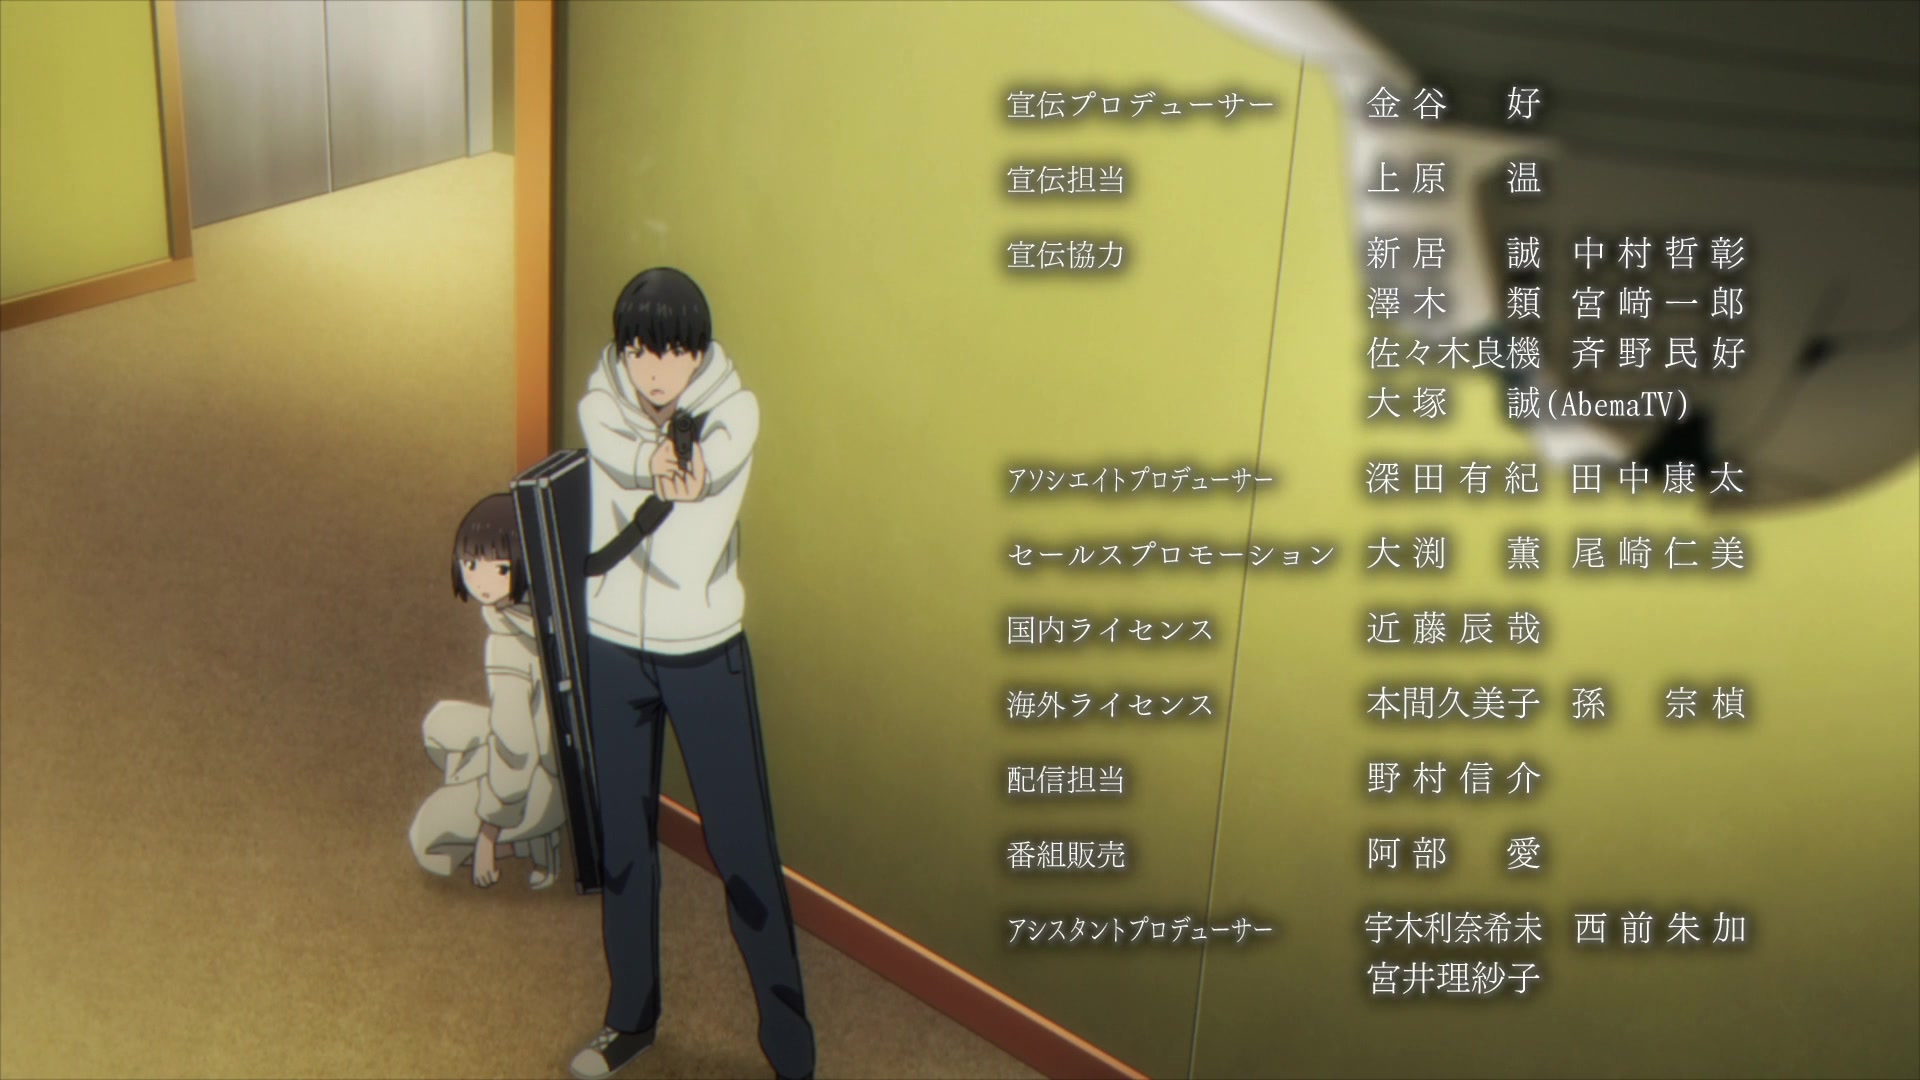 宣伝プロデューサー 金谷 好
宣伝担当 上原 温
宣伝協力 新居 誠 中村哲彰
澤木 類 宮﨑一郎
佐々木良機 斉野民好
大塚 誠(AbemaTV)
アソシエイトプロデューサー 深田有紀 田中康太
セールスプロモーション 大渕 薫 尾崎仁美
国内ライセンス 近藤辰哉
海外ライセンス 本間久美子 孫 宗楨
配信担当 野村信介
番組販売 阿部 愛
アシスタントプロデューサー 宇木利奈希未 西前朱加
宮井理紗子